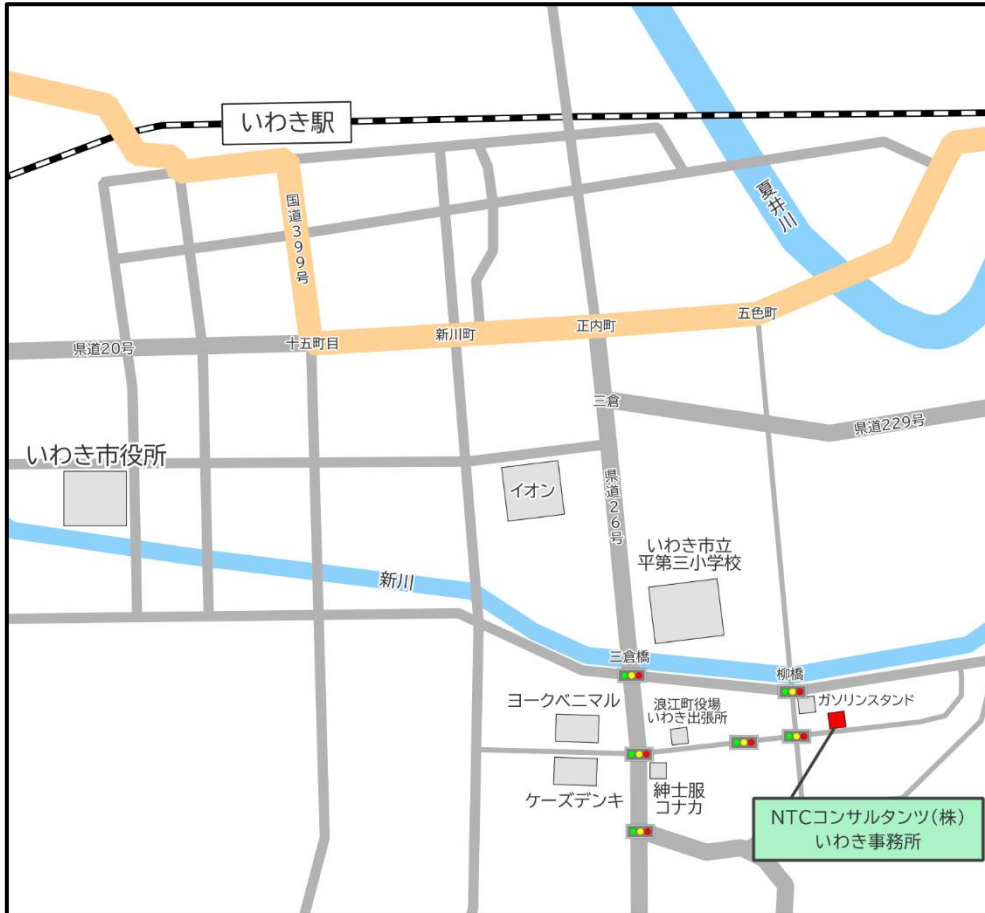 いわき駅
夏井川
国道399号
五色町
正内町
新川町
十五町目
県道20号
三倉
県道229号
いわき市役所
イオン
県道26号
いわき市立
平第三小学校
新川
三倉橋
柳橋
ヨークベニマル
浪江町役場
いわき出張所
ガソリンスタンド
ケーズデンキ
紳士服
コナカ
NTCコンサルタンツ(株)
いわき事務所